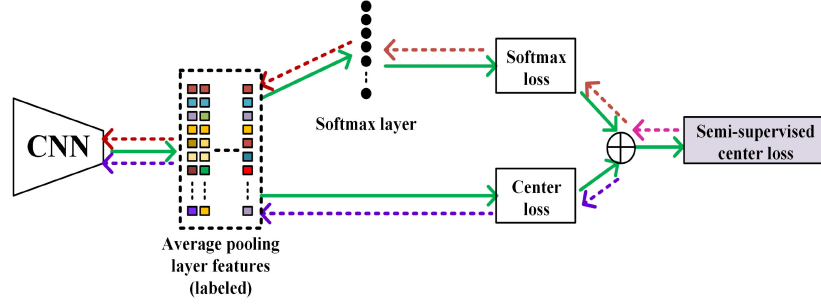 CNN
Average pooling
layer features
(labeled)
Softmax layer
Softmax
loss
Center
loss
Semi-supervised
center loss